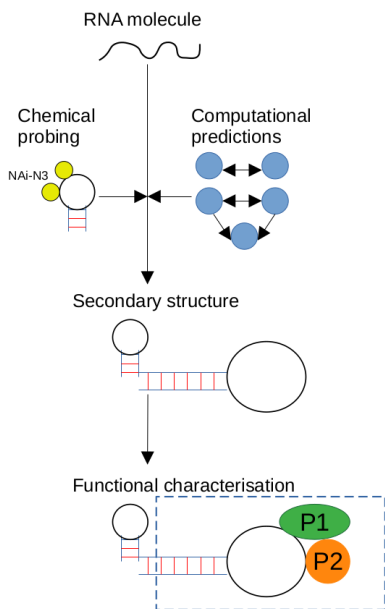 RNA molecule
Chemical
probing
Computational
predictions
NAi-N3
Secondary structure
Functional characterisation
P1
P2